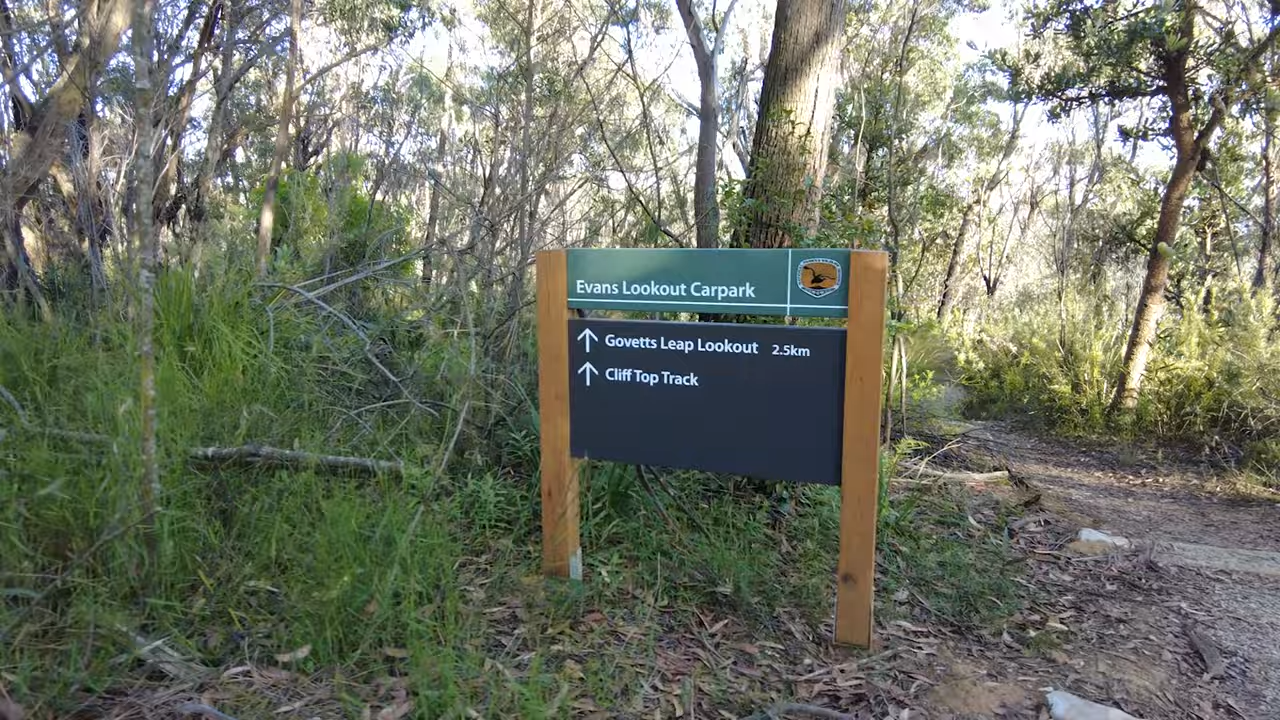 Evans Lookout Carpark
↑ Govetts Leap Lookout 2.5km
↑ Cliff Top Track